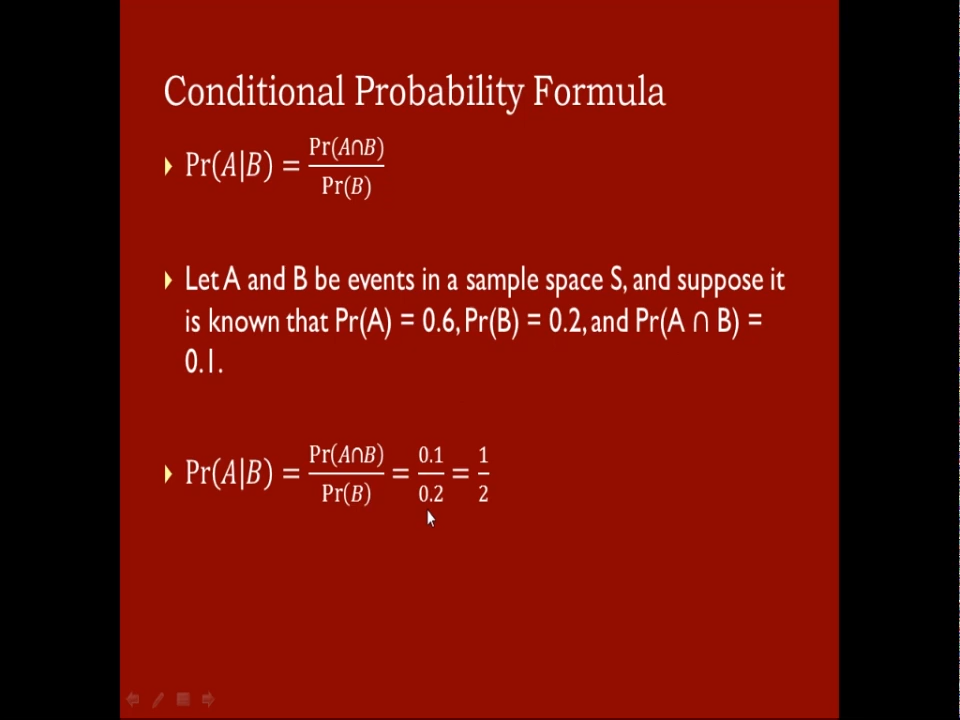 Conditional Probability Formula
Pr(A|B) = Pr(A∩B) / Pr(B)
Let A and B be events in a sample space S, and suppose it
is known that Pr(A) = 0.6, Pr(B) = 0.2, and Pr(A ∩ B) =
0.1.
Pr(A|B) = Pr(A∩B) / Pr(B) = 0.1 / 0.2 = 1 / 2